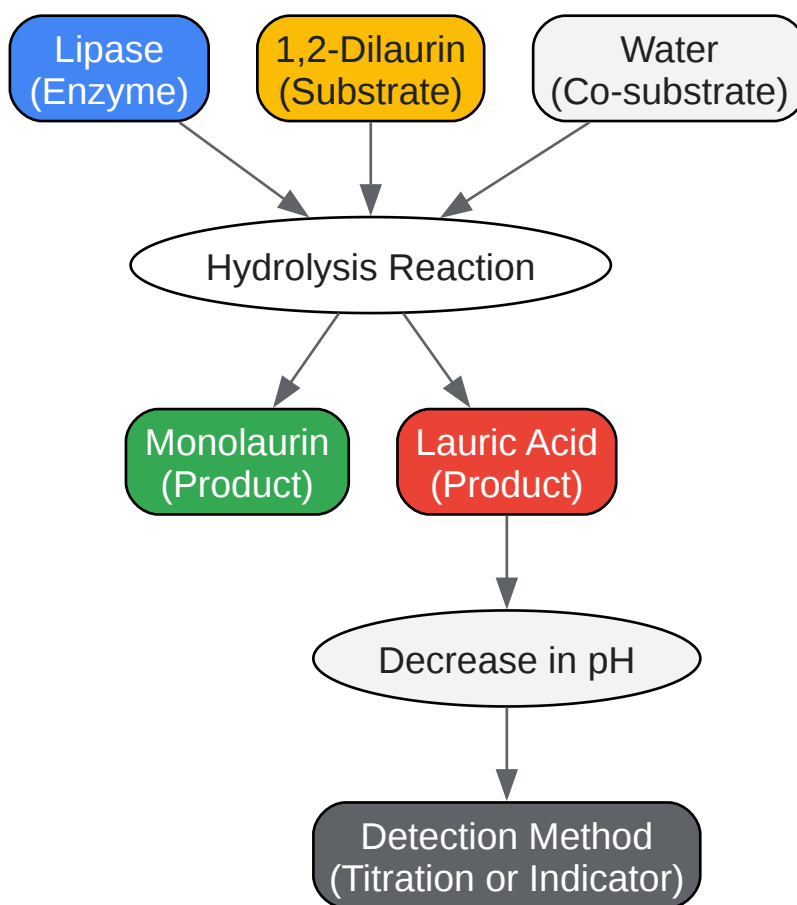 Lipase
(Enzyme)
1,2-Dilaurin
(Substrate)
Water
(Co-substrate)
Hydrolysis Reaction
Monolaurin
(Product)
Lauric Acid
(Product)
Decrease in pH
Detection Method
(Titration or Indicator)